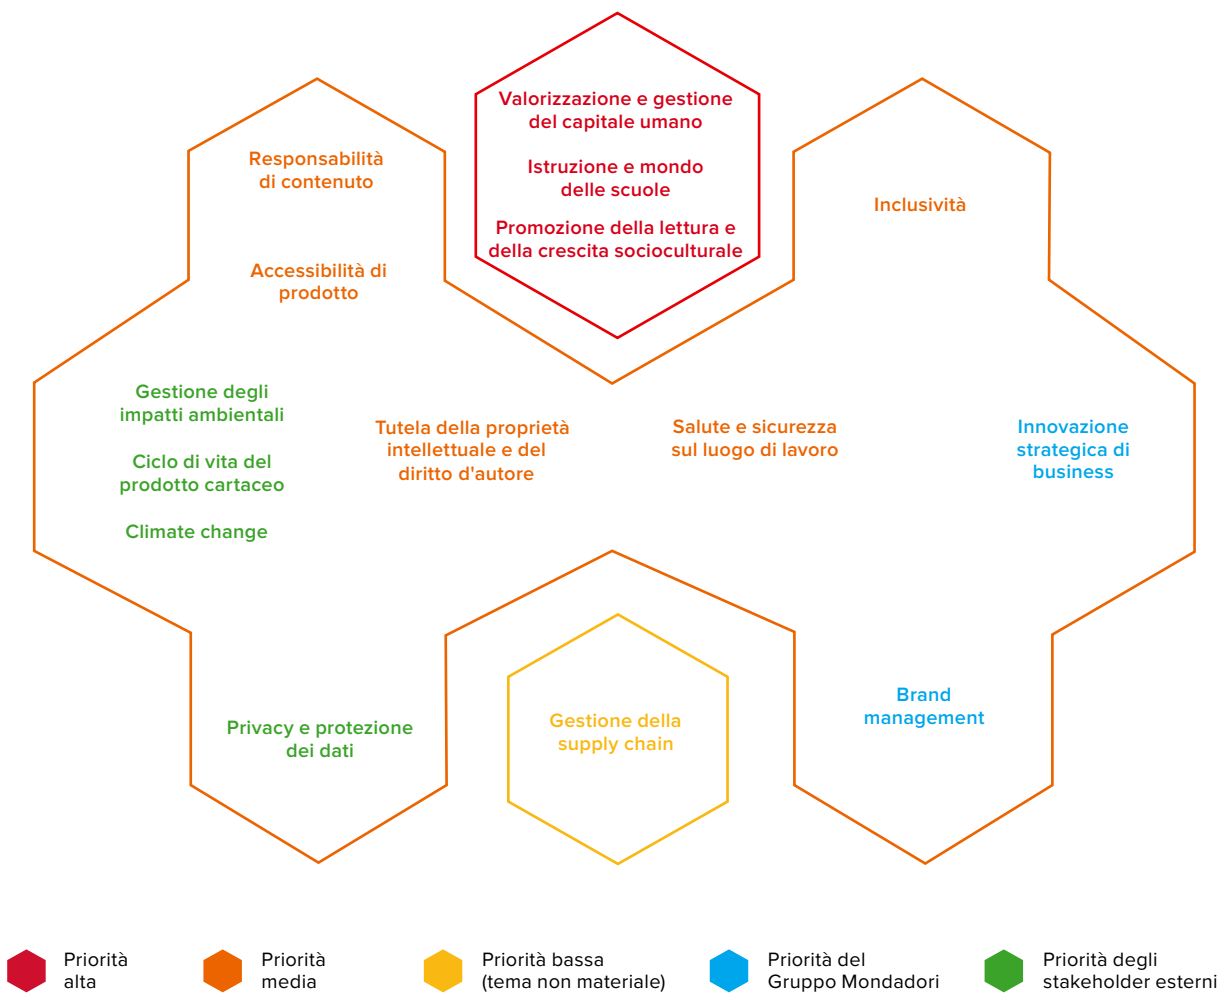 Valorizzazione e gestione
del capitale umano
Istruzione e mondo
delle scuole
Promozione della lettura e
della crescita socioculturale
Responsabilità
di contenuto
Accessibilità di
prodotto
Inclusività
Gestione degli
impatti ambientali
Ciclo di vita del
prodotto cartaceo
Climate change
Tutela della proprietà
intellettuale e del
diritto d'autore
Salute e sicurezza
sul luogo di lavoro
Innovazione
strategica di
business
Privacy e protezione
dei dati
Gestione della
supply chain
Brand
management
Priorità
alta
Priorità
media
Priorità bassa
(tema non materiale)
Priorità del
Gruppo Mondadori
Priorità degli
stakeholder esterni